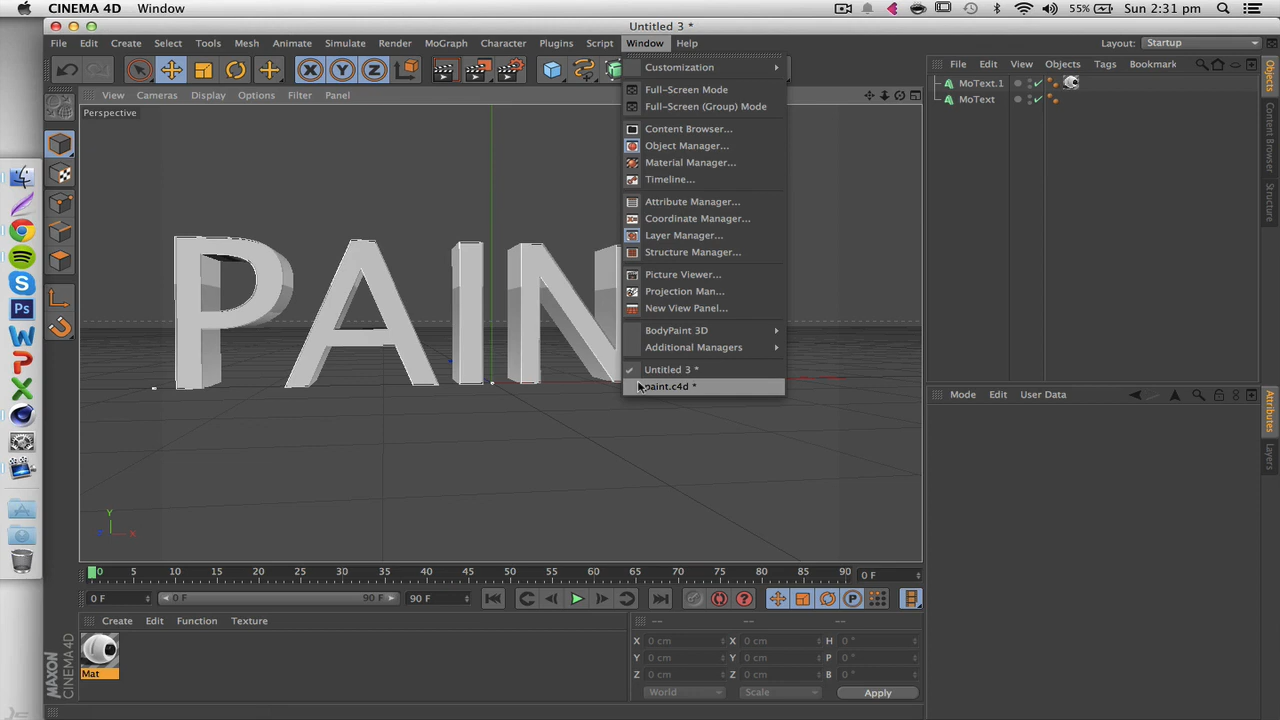 CINEMA 4D Window 55% Sun 2:31 pm
Untitled 3 *
File Edit Create Select Tools Mesh Animate Simulate Render MoGraph Character Plugins Script Window Help Layout: Startup
View Cameras Display Options Filter Panel
Perspective
Customization
Full-Screen Mode
Full-Screen (Group) Mode
Content Browser...
Object Manager...
Material Manager...
Timeline...
Attribute Manager...
Coordinate Manager...
Layer Manager...
Structure Manager...
Picture Viewer...
Projection Man...
New View Panel...
BodyPaint 3D
Additional Managers
Untitled 3 *
paint.c4d *
File Edit View Objects Tags Bookmark
MoText.1
MoText
Objects
Content Browser
Structure
PAIN
Mode Edit User Data
Attributes
Layers
Y
X
0 5 10 15 20 25 30 35 40 45 50 55 60 65 70 75 80 85 90 0 F
0 F 0 F 90 F 90 F
Create Edit Function Texture
Mat
-- -- --
X 0 cm X 0 cm H 0 °
Y 0 cm Y 0 cm P 0 °
Z 0 cm Z 0 cm B 0 °
World Scale Apply
MAXON
CINEMA 4D